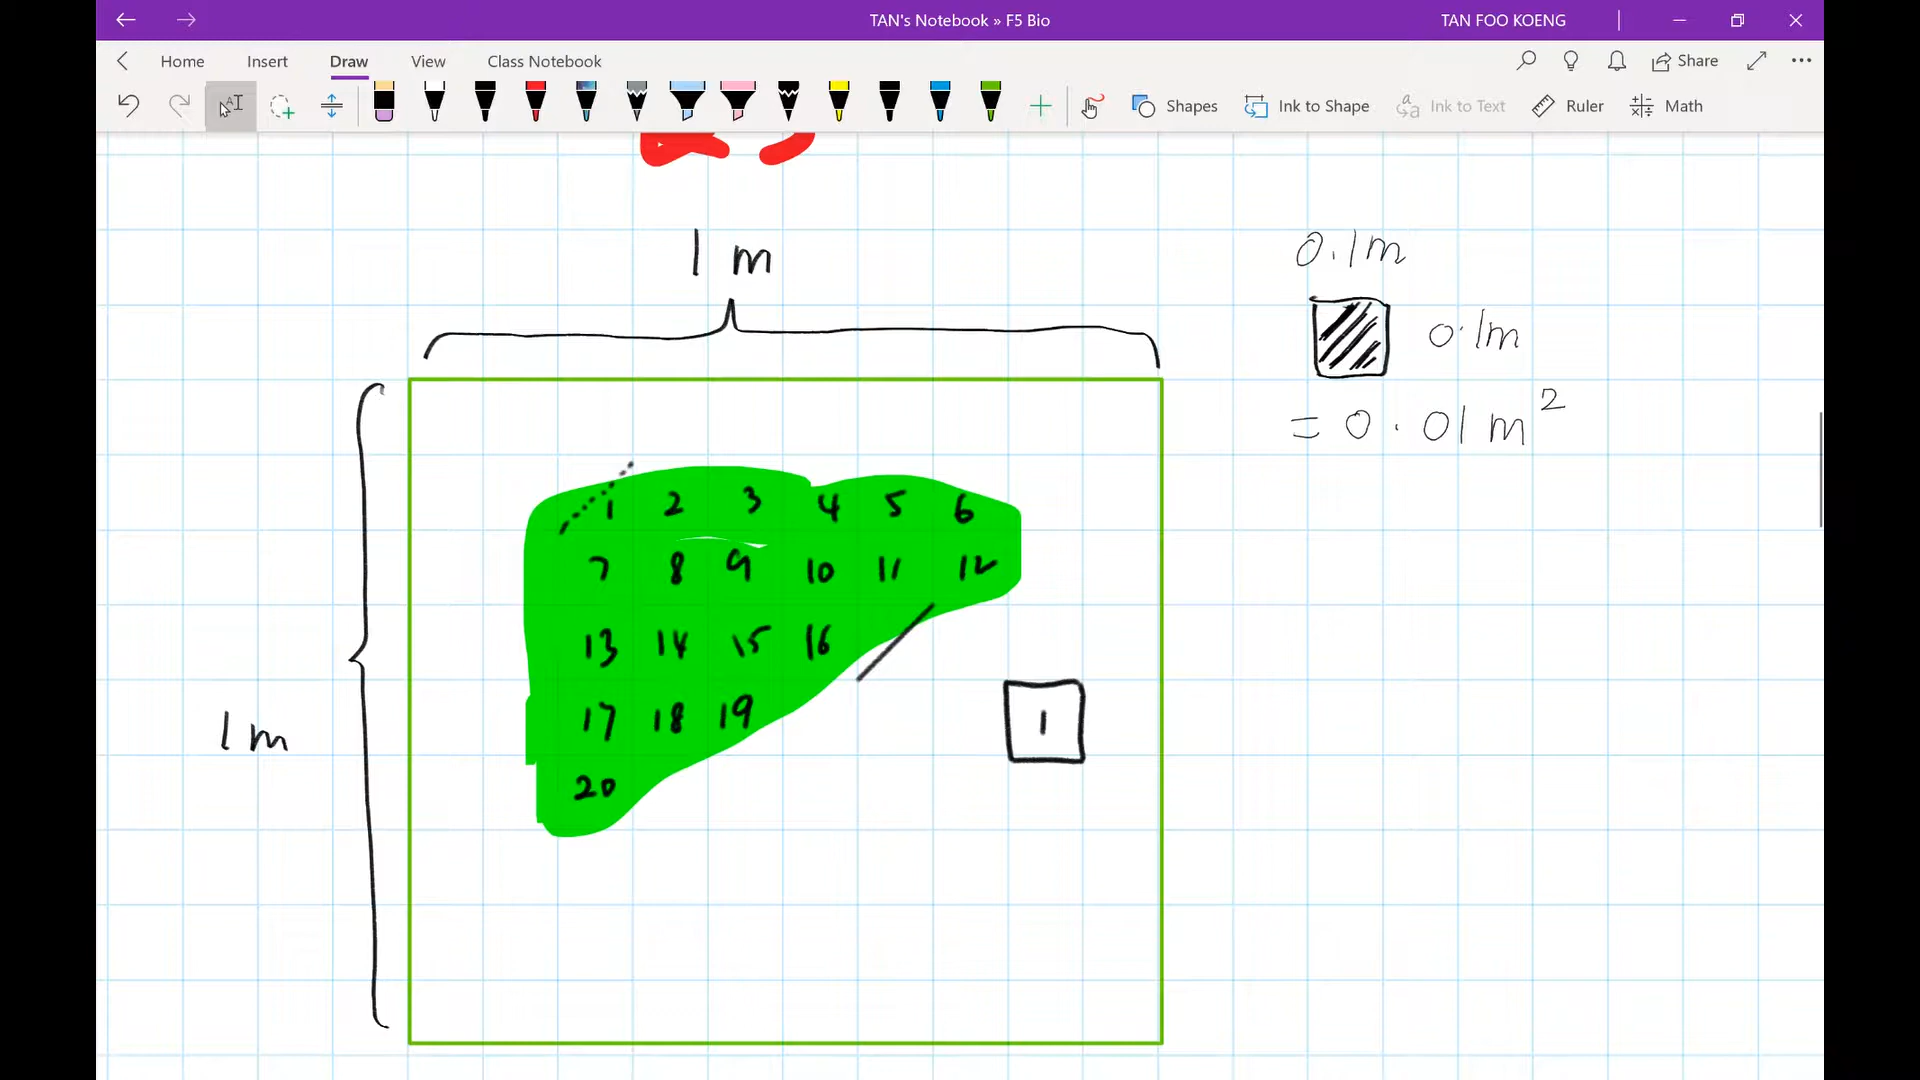 TAN's Notebook » F5 Bio
TAN FOO KOENG
Home Insert Draw View Class Notebook
Share
Shapes Ink to Shape Ink to Text Ruler Math
1 m
0.1m
0.1m
= 0.01 m²
1 2 3 4 5 6
7 8 9 10 11 12
13 14 15 16
17 18 19
1
1m
20